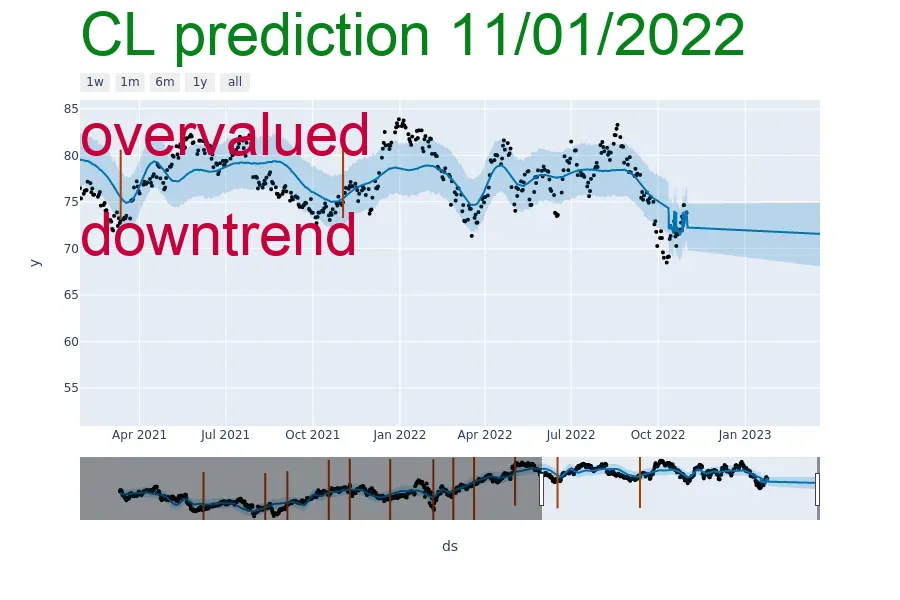 CL prediction 11/01/2022
1w 1m 6m 1y all
85
overvalued
80
75
downtrend
70
y
65
60
55
Apr 2021 Jul 2021 Oct 2021 Jan 2022 Apr 2022 Jul 2022 Oct 2022 Jan 2023
ds